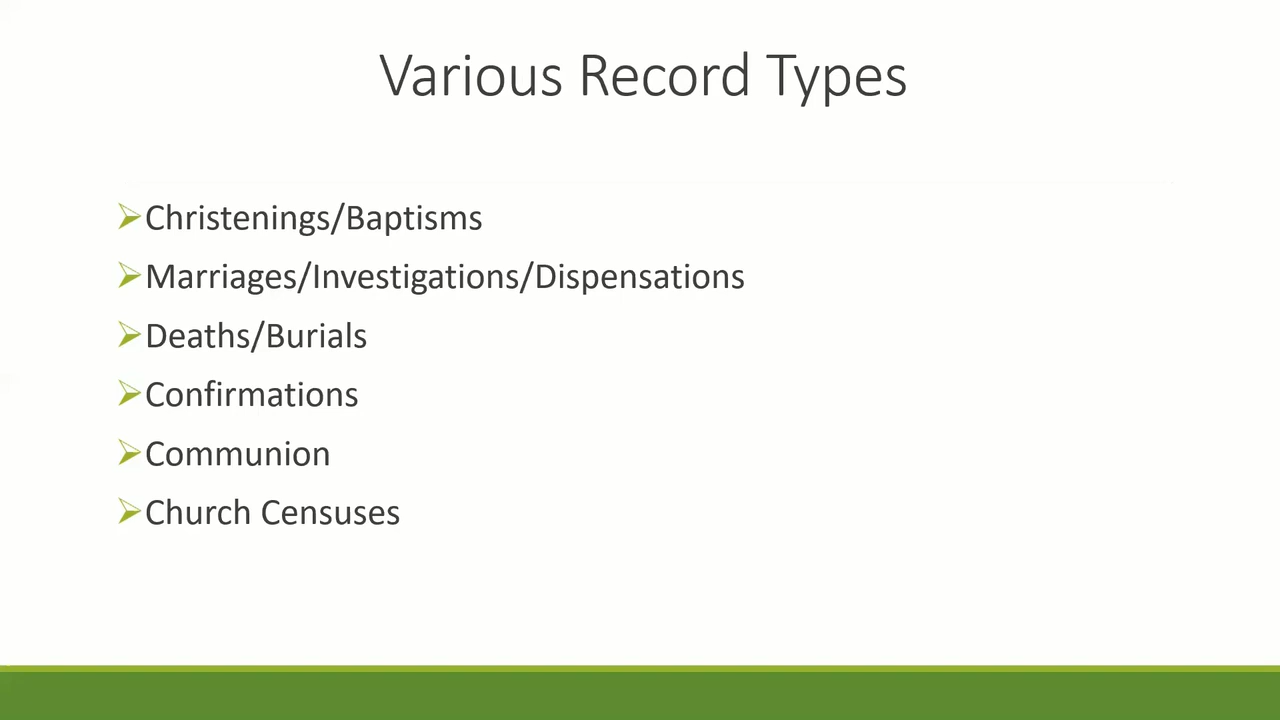 Various Record Types
Christenings/Baptisms
Marriages/Investigations/Dispensations
Deaths/Burials
Confirmations
Communion
Church Censuses